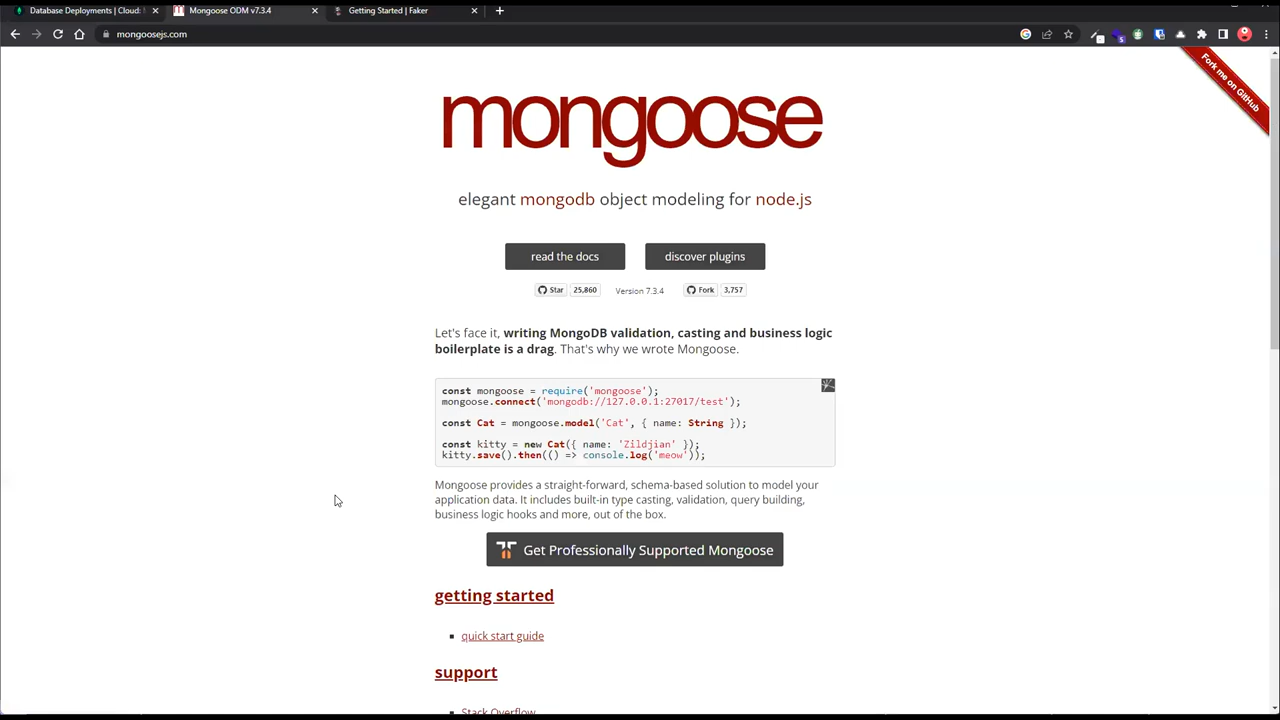 Database Deployments | Cloud:
Mongoose ODM v7.3.4
Getting Started | Faker
mongoosejs.com
Fork me on GitHub
mongoose
elegant mongodb object modeling for node.js
read the docs
discover plugins
Star 25,860
Version 7.3.4
Fork 3,757
Let's face it, writing MongoDB validation, casting and business logic
boilerplate is a drag. That's why we wrote Mongoose.
const mongoose = require('mongoose');
mongoose.connect('mongodb://127.0.0.1:27017/test');
const Cat = mongoose.model('Cat', { name: String });
const kitty = new Cat({ name: 'Zildjian' });
kitty.save().then(() => console.log('meow'));
Mongoose provides a straight-forward, schema-based solution to model your
application data. It includes built-in type casting, validation, query building,
business logic hooks and more, out of the box.
Get Professionally Supported Mongoose
getting started
quick start guide
support
Stack Overflow